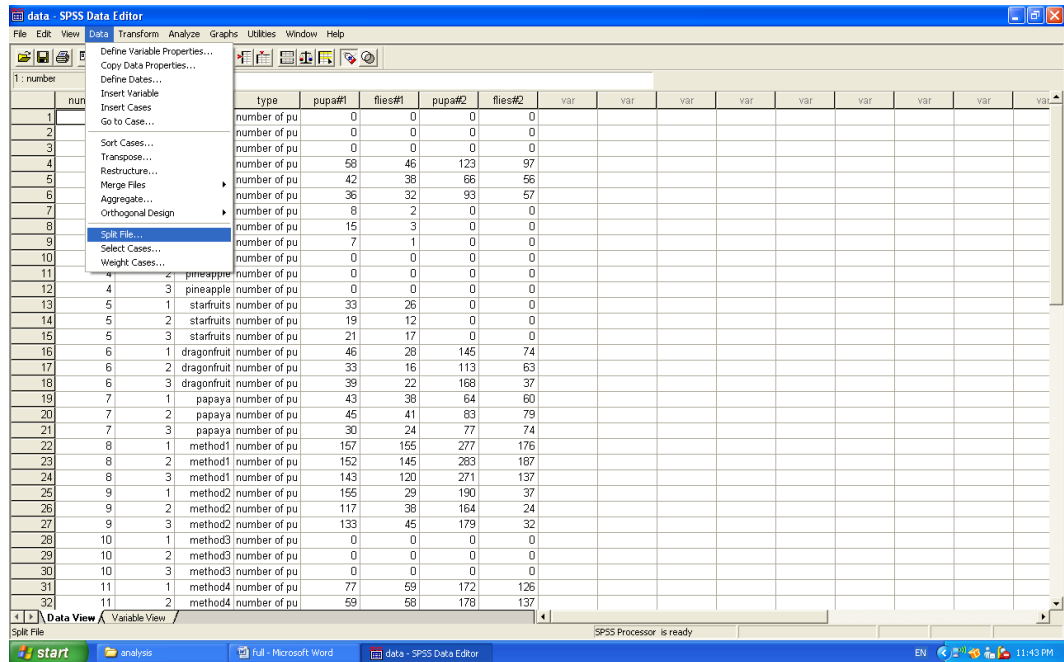 data - SPSS Data Editor
File Edit View Data Transform Analyze Graphs Utilities Window Help
Define Variable Properties...
Copy Data Properties...
Define Dates...
Insert Variable
Insert Cases
Go to Case...
Sort Cases...
Transpose...
Restructure...
Merge Files
Aggregate...
Orthogonal Design
Split File...
Select Cases...
Weight Cases...
1 : number
num type pupa#1 flies#1 pupa#2 flies#2 var var var var var var var var
1 number of pu 0 0 0 0
2 number of pu 0 0 0 0
3 number of pu 0 0 0 0
4 number of pu 58 46 123 97
5 number of pu 42 38 66 56
6 number of pu 36 32 93 57
7 number of pu 8 2 0 0
8 number of pu 15 3 0 0
9 number of pu 7 1 0 0
10 number of pu 0 0 0 0
11 4 2 pineapple number of pu 0 0 0 0
12 4 3 pineapple number of pu 0 0 0 0
13 5 1 starfruits number of pu 33 26 0 0
14 5 2 starfruits number of pu 19 12 0 0
15 5 3 starfruits number of pu 21 17 0 0
16 6 1 dragonfruit number of pu 46 28 145 74
17 6 2 dragonfruit number of pu 33 16 113 63
18 6 3 dragonfruit number of pu 39 22 168 37
19 7 1 papaya number of pu 43 38 64 60
20 7 2 papaya number of pu 45 41 83 79
21 7 3 papaya number of pu 30 24 77 74
22 8 1 method1 number of pu 157 155 277 176
23 8 2 method1 number of pu 152 145 283 187
24 8 3 method1 number of pu 143 120 271 137
25 9 1 method2 number of pu 155 29 190 37
26 9 2 method2 number of pu 117 38 164 24
27 9 3 method2 number of pu 133 45 179 32
28 10 1 method3 number of pu 0 0 0 0
29 10 2 method3 number of pu 0 0 0 0
30 10 3 method3 number of pu 0 0 0 0
31 11 1 method4 number of pu 77 59 172 126
32 11 2 method4 number of pu 59 58 178 137
Data View Variable View
Split File SPSS Processor is ready
start analysis full - Microsoft Word data - SPSS Data Editor EN 11:43 PM